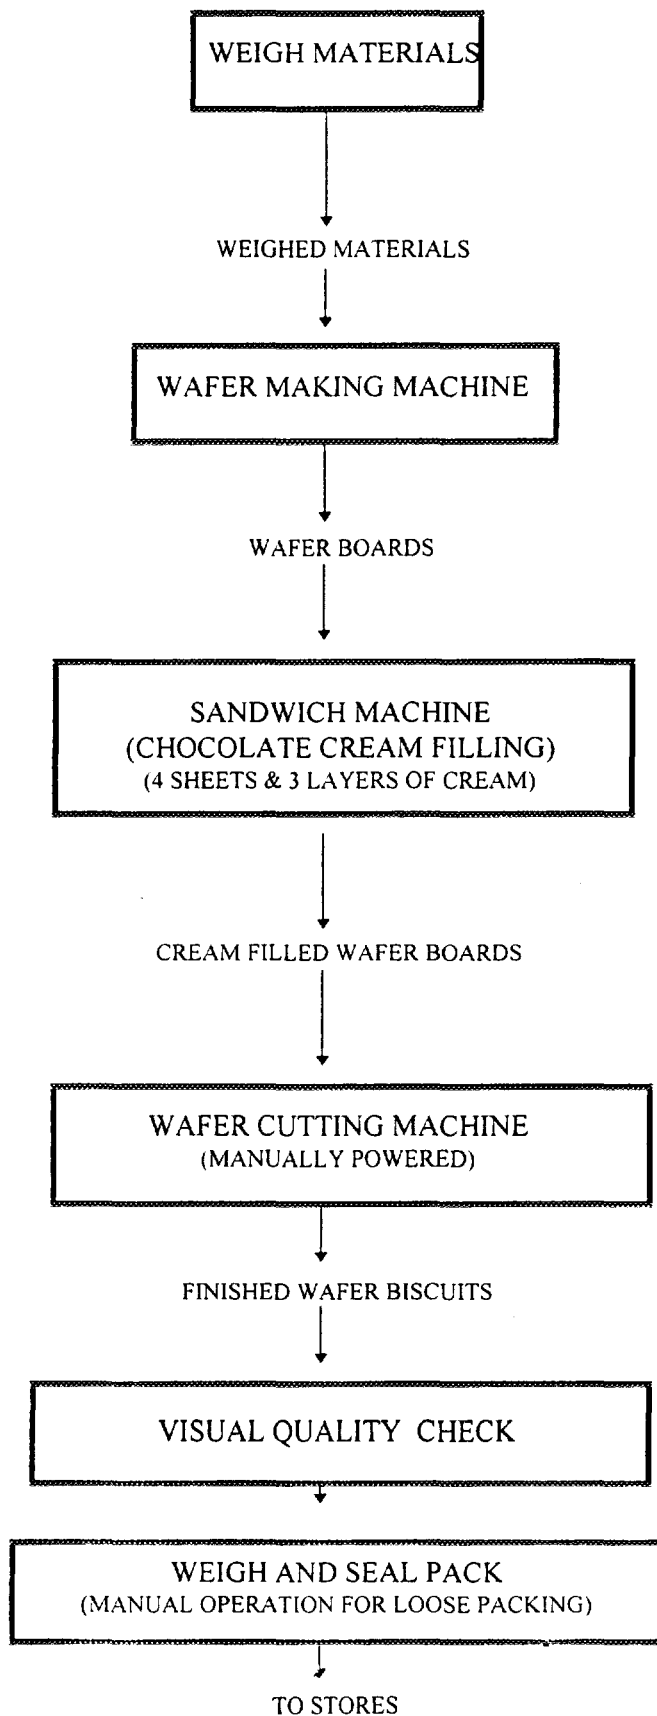 WEIGH MATERIALS
WEIGHED MATERIALS
WAFER MAKING MACHINE
WAFER BOARDS
SANDWICH MACHINE
(CHOCOLATE CREAM FILLING)
(4 SHEETS & 3 LAYERS OF CREAM)
CREAM FILLED WAFER BOARDS
WAFER CUTTING MACHINE
(MANUALLY POWERED)
FINISHED WAFER BISCUITS
VISUAL QUALITY CHECK
WEIGH AND SEAL PACK
(MANUAL OPERATION FOR LOOSE PACKING)
TO STORES